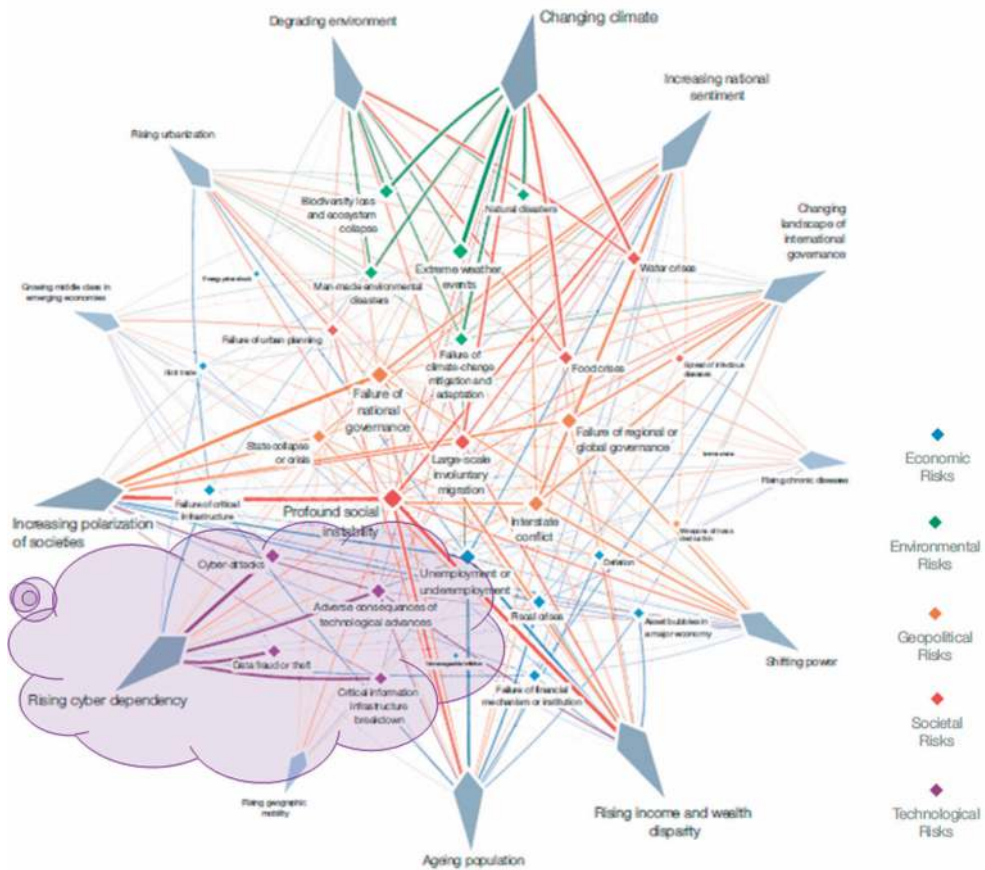 Degrading environment
Changing climate
Increasing national
sentiment
Rising urbanization
Changing
landscape of
international
governance
Biodiversity loss
and ecosystem
collapse
Natural disasters
Extreme weather
events
Water crises
Growing middle class in
emerging economies
Man-made environmental
disasters
Failure of urban planning
Failure of
climate-change
mitigation and
adaptation
Food crises
Spread of infectious
diseases
Failure of
national
governance
State collapse
or crisis
Large-scale
involuntary
migration
Failure of regional or
global governance
Rising chronic diseases
Economic
Risks
Increasing polarization
of societies
Failure of critical
infrastructure
Profound social
instability
Interstate
conflict
Weapons of mass
destruction
Environmental
Risks
Cyber-attacks
Unemployment or
underemployment
Deflation
Adverse consequences of
technological advances
Fiscal crises
Asset bubbles in
a major economy
Geopolitical
Risks
Data fraud or theft
Shifting power
Rising cyber dependency
Critical information
infrastructure
breakdown
Failure of financial
mechanism or institution
Societal
Risks
Rising geographic
mobility
Rising income and wealth
disparity
Technological
Risks
Ageing population